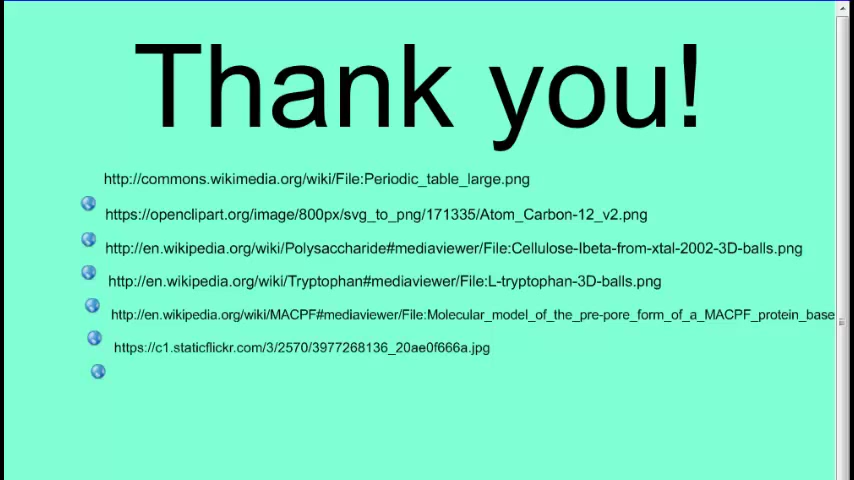 Thank you!
http://commons.wikimedia.org/wiki/File:Periodic_table_large.png
https://openclipart.org/image/800px/svg_to_png/171335/Atom_Carbon-12_v2.png
http://en.wikipedia.org/wiki/Polysaccharide#mediaviewer/File:Cellulose-Ibeta-from-xtal-2002-3D-balls.png
http://en.wikipedia.org/wiki/Tryptophan#mediaviewer/File:L-tryptophan-3D-balls.png
http://en.wikipedia.org/wiki/MACPF#mediaviewer/File:Molecular_model_of_the_pre-pore_form_of_a_MACPF_protein_base
https://c1.staticflickr.com/3/2570/3977268136_20ae0f666a.jpg